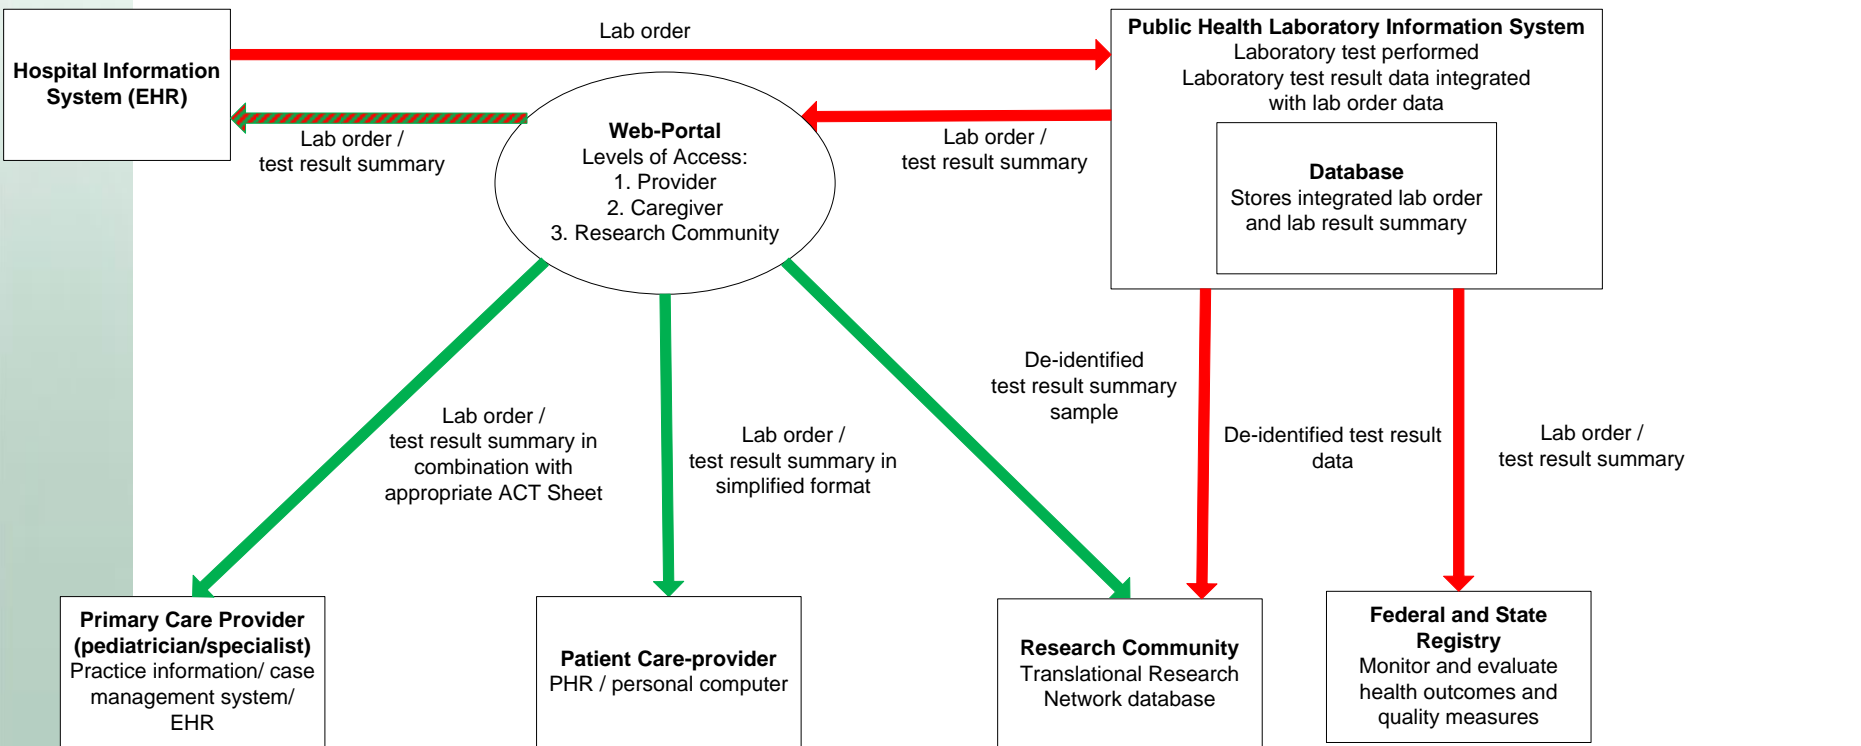 Hospital Information
System (EHR)
Lab order
Public Health Laboratory Information System
Laboratory test performed
Laboratory test result data integrated
with lab order data
Database
Stores integrated lab order
and lab result summary
Lab order /
test result summary
Web-Portal
Levels of Access:
1. Provider
2. Caregiver
3. Research Community
Lab order /
test result summary
Lab order /
test result summary in
combination with
appropriate ACT Sheet
Lab order /
test result summary in
simplified format
De-identified
test result summary
sample
De-identified test result
data
Lab order /
test result summary
Primary Care Provider
(pediatrician/specialist)
Practice information/ case
management system/
EHR
Patient Care-provider
PHR / personal computer
Research Community
Translational Research
Network database
Federal and State
Registry
Monitor and evaluate
health outcomes and
quality measures